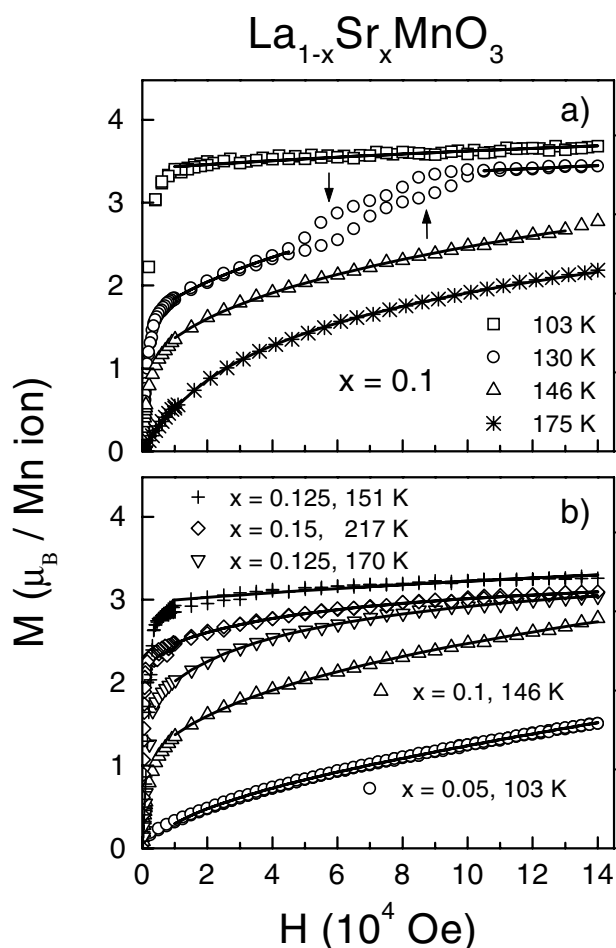 La1-xSrxMnO3
a)
4
3
2
1
0
103 K
130 K
146 K
175 K
x = 0.1
M (μB / Mn ion)
b)
x = 0.125, 151 K
x = 0.15, 217 K
x = 0.125, 170 K
4
3
2
1
0
x = 0.1, 146 K
x = 0.05, 103 K
0 2 4 6 8 10 12 14
H (10^4 Oe)